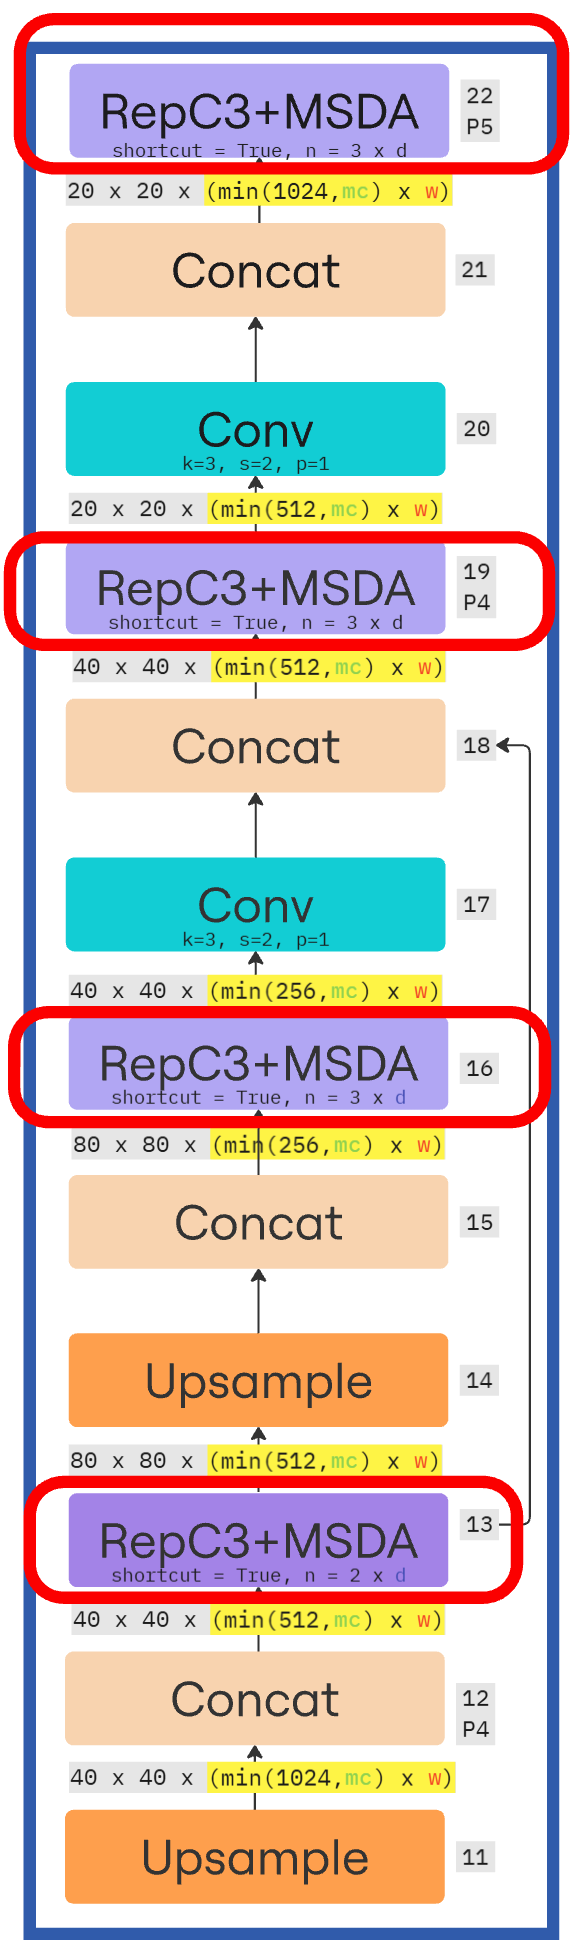 RepC3+MSDA
shortcut = True, n = 3 x d
22
P5
20 x 20 x (min(1024,mc) x w)
Concat
21
Conv
k=3, s=2, p=1
20
20 x 20 x (min(512,mc) x w)
RepC3+MSDA
shortcut = True, n = 3 x d
19
P4
40 x 40 x (min(512,mc) x w)
Concat
18
Conv
k=3, s=2, p=1
17
40 x 40 x (min(256,mc) x w)
RepC3+MSDA
shortcut = True, n = 3 x d
16
80 x 80 x (min(256,mc) x w)
Concat
15
Upsample
14
80 x 80 x (min(512,mc) x w)
RepC3+MSDA
shortcut = True, n = 2 x d
13
40 x 40 x (min(512,mc) x w)
Concat
12
P4
40 x 40 x (min(1024,mc) x w)
Upsample
11